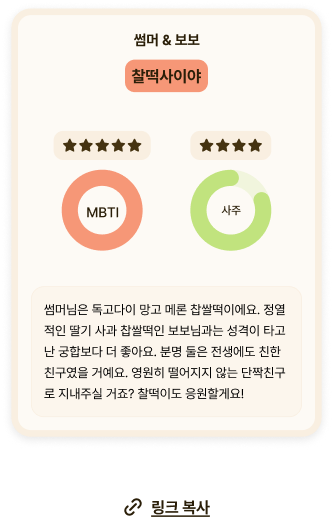 썸머 & 보보
찰떡사이야
MBTI
사주
썸머님은 독고다이 망고 메론 찹쌀떡이에요. 정열
적인 딸기 사과 찹쌀떡인 보보님과는 성격이 타고
난 궁합보다 더 좋아요. 분명 둘은 전생에도 친한
친구였을 거예요. 영원히 떨어지지 않는 단짝친구
로 지내주실 거죠? 찰떡이도 응원할게요!
링크 복사